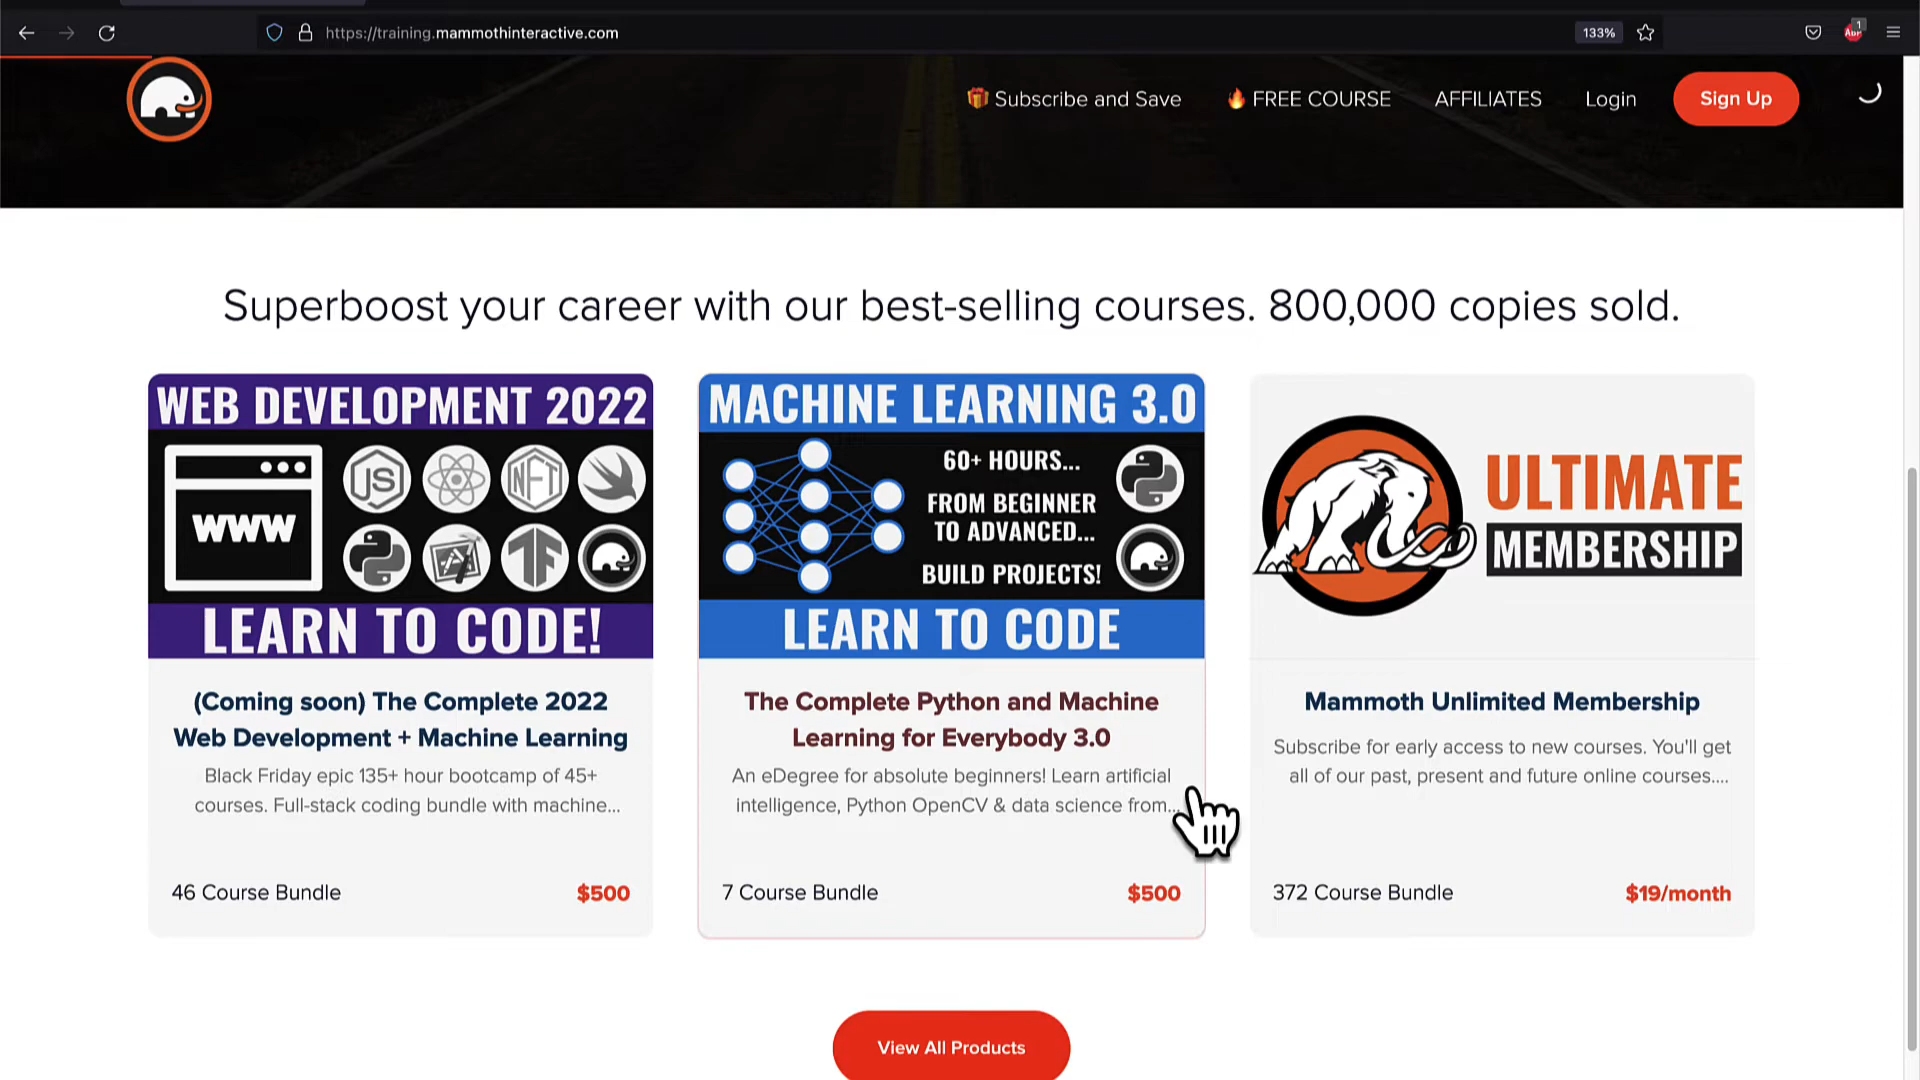 https://training.mammothinteractive.com
133%
1
ABP
🎁 Subscribe and Save
🔥 FREE COURSE
AFFILIATES
Login
Sign Up
Superboost your career with our best-selling courses. 800,000 copies sold.
WEB DEVELOPMENT 2022
WWW
JS
NFT
LEARN TO CODE!
(Coming soon) The Complete 2022
Web Development + Machine Learning
Black Friday epic 135+ hour bootcamp of 45+
courses. Full-stack coding bundle with machine...
46 Course Bundle
$500
MACHINE LEARNING 3.0
60+ HOURS...
FROM BEGINNER
TO ADVANCED...
BUILD PROJECTS!
LEARN TO CODE
The Complete Python and Machine
Learning for Everybody 3.0
An eDegree for absolute beginners! Learn artificial
intelligence, Python OpenCV & data science from...
7 Course Bundle
$500
ULTIMATE
MEMBERSHIP
Mammoth Unlimited Membership
Subscribe for early access to new courses. You'll get
all of our past, present and future online courses....
372 Course Bundle
$19/month
View All Products